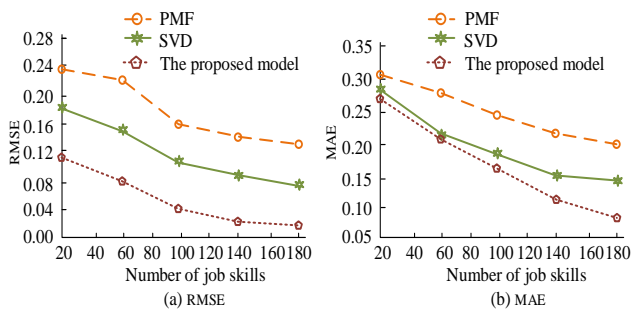 PMF
SVD
The proposed model
0.28
0.24
0.20
0.16
0.12
0.08
0.04
0.00
RMSE
20 60 80 100 120 140 160 180
Number of job skills
(a) RMSE
PMF
SVD
The proposed model
0.35
0.30
0.25
0.20
0.15
0.10
0.05
MAE
20 40 60 80 100 120 140 160 180
Number of job skills
(b) MAE